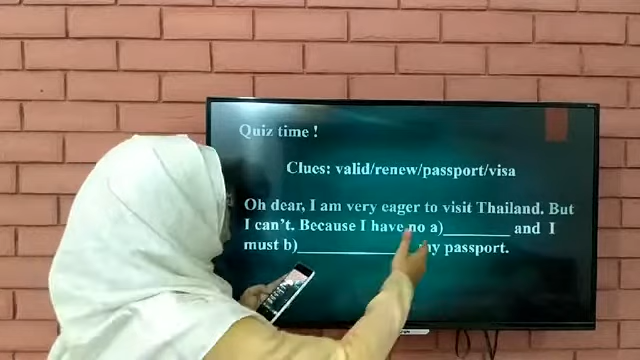 Quiz time !
Clues: valid/renew/passport/visa
Oh dear, I am very eager to visit Thailand. But
I can't. Because I have no a)________ and I
must b)______________ my passport.